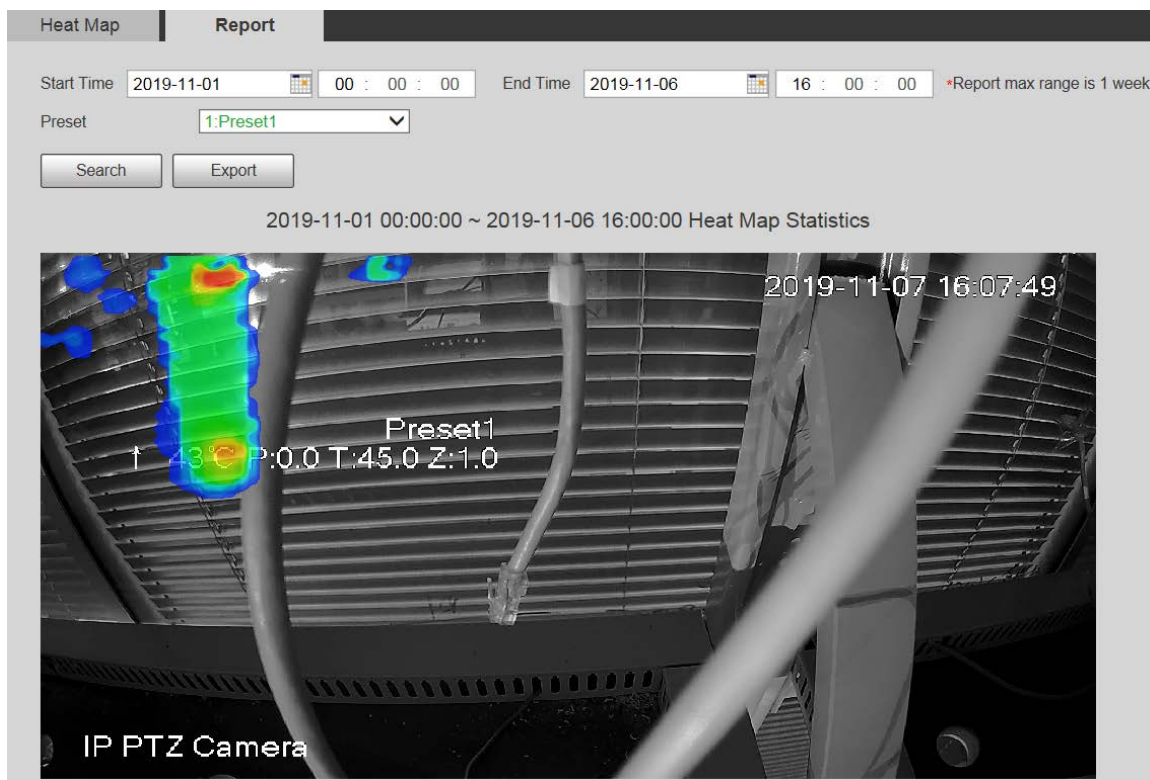 Heat Map Report
Start Time 2019-11-01 00 : 00 : 00 End Time 2019-11-06 16 : 00 : 00 *Report max range is 1 week
Preset 1:Preset1
Search Export
2019-11-01 00:00:00 ~ 2019-11-06 16:00:00 Heat Map Statistics
2019-11-07 16:07:49
Preset1
↑ 43℃ P:0.0 T:45.0 Z:1.0
IP PTZ Camera